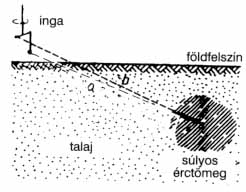 inga
földfelszín
a
b
talaj
súlyos
érctömeg